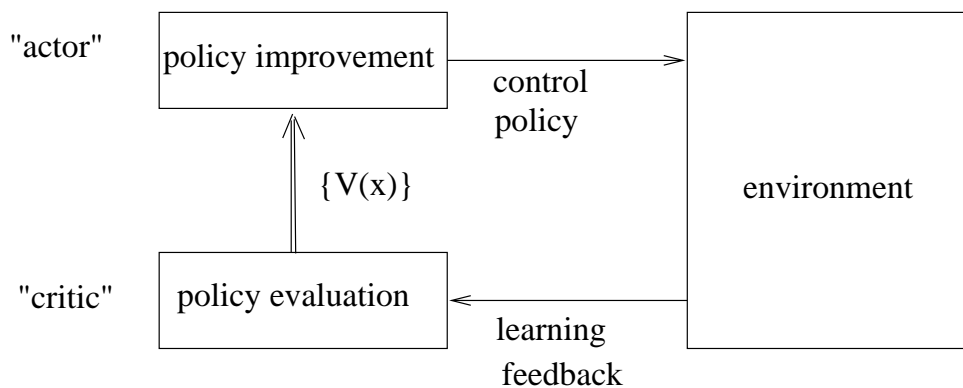 "actor"
policy improvement
control
policy
{V(x)}
environment
"critic"
policy evaluation
learning
feedback